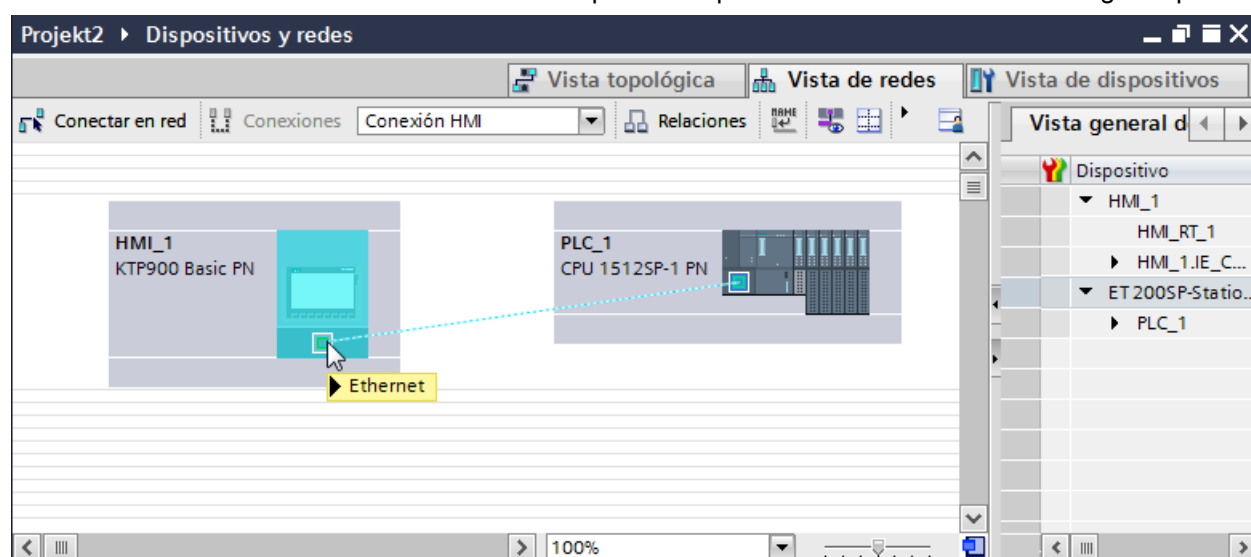 Projekt2 ▸ Dispositivos y redes
Vista topológica
Vista de redes
Vista de dispositivos
Conectar en red
Conexiones
Conexión HMI
Relaciones
NAME
Vista general d
Dispositivo
HMI_1
HMI_RT_1
HMI_1.IE_C...
ET 200SP-Statio..
PLC_1
HMI_1
KTP900 Basic PN
PLC_1
CPU 1512SP-1 PN
Ethernet
100%